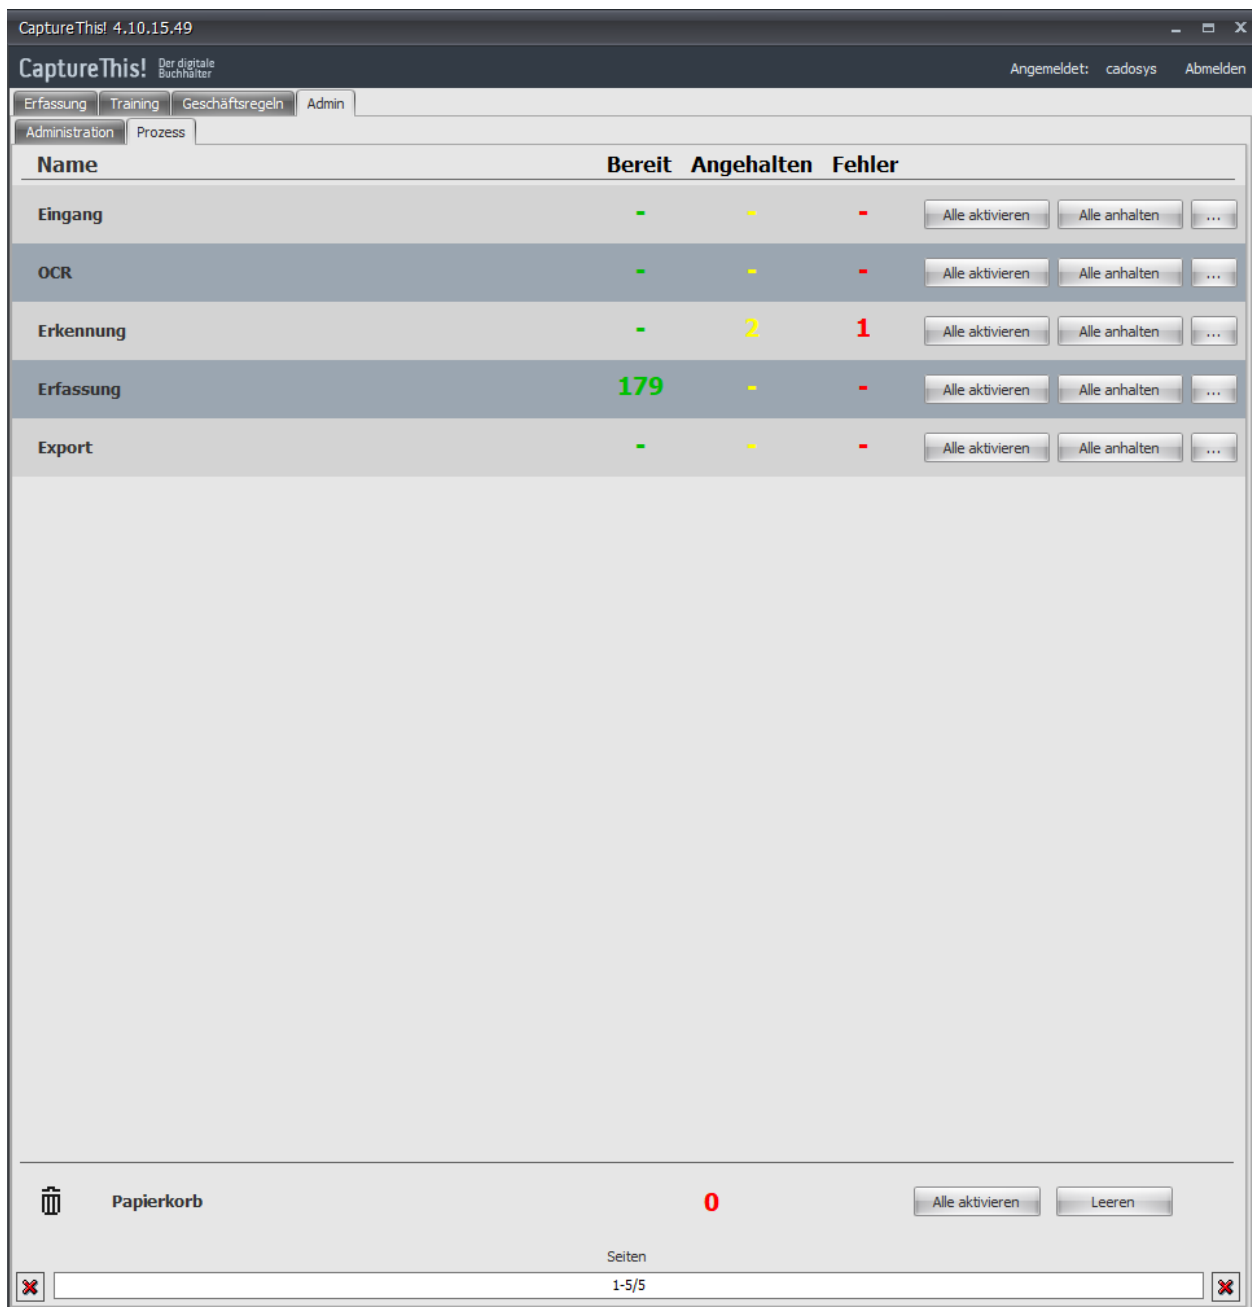 CaptureThis! 4.10.15.49
CaptureThis! Der digitale Buchhalter Angemeldet: cadosys Abmelden
Erfassung Training Geschäftsregeln Admin
Administration Prozess
Name Bereit Angehalten Fehler
Eingang - - - Alle aktivieren Alle anhalten ...
OCR - - - Alle aktivieren Alle anhalten ...
Erkennung - 2 1 Alle aktivieren Alle anhalten ...
Erfassung 179 - - Alle aktivieren Alle anhalten ...
Export - - - Alle aktivieren Alle anhalten ...
Papierkorb 0 Alle aktivieren Leeren
Seiten
1-5/5